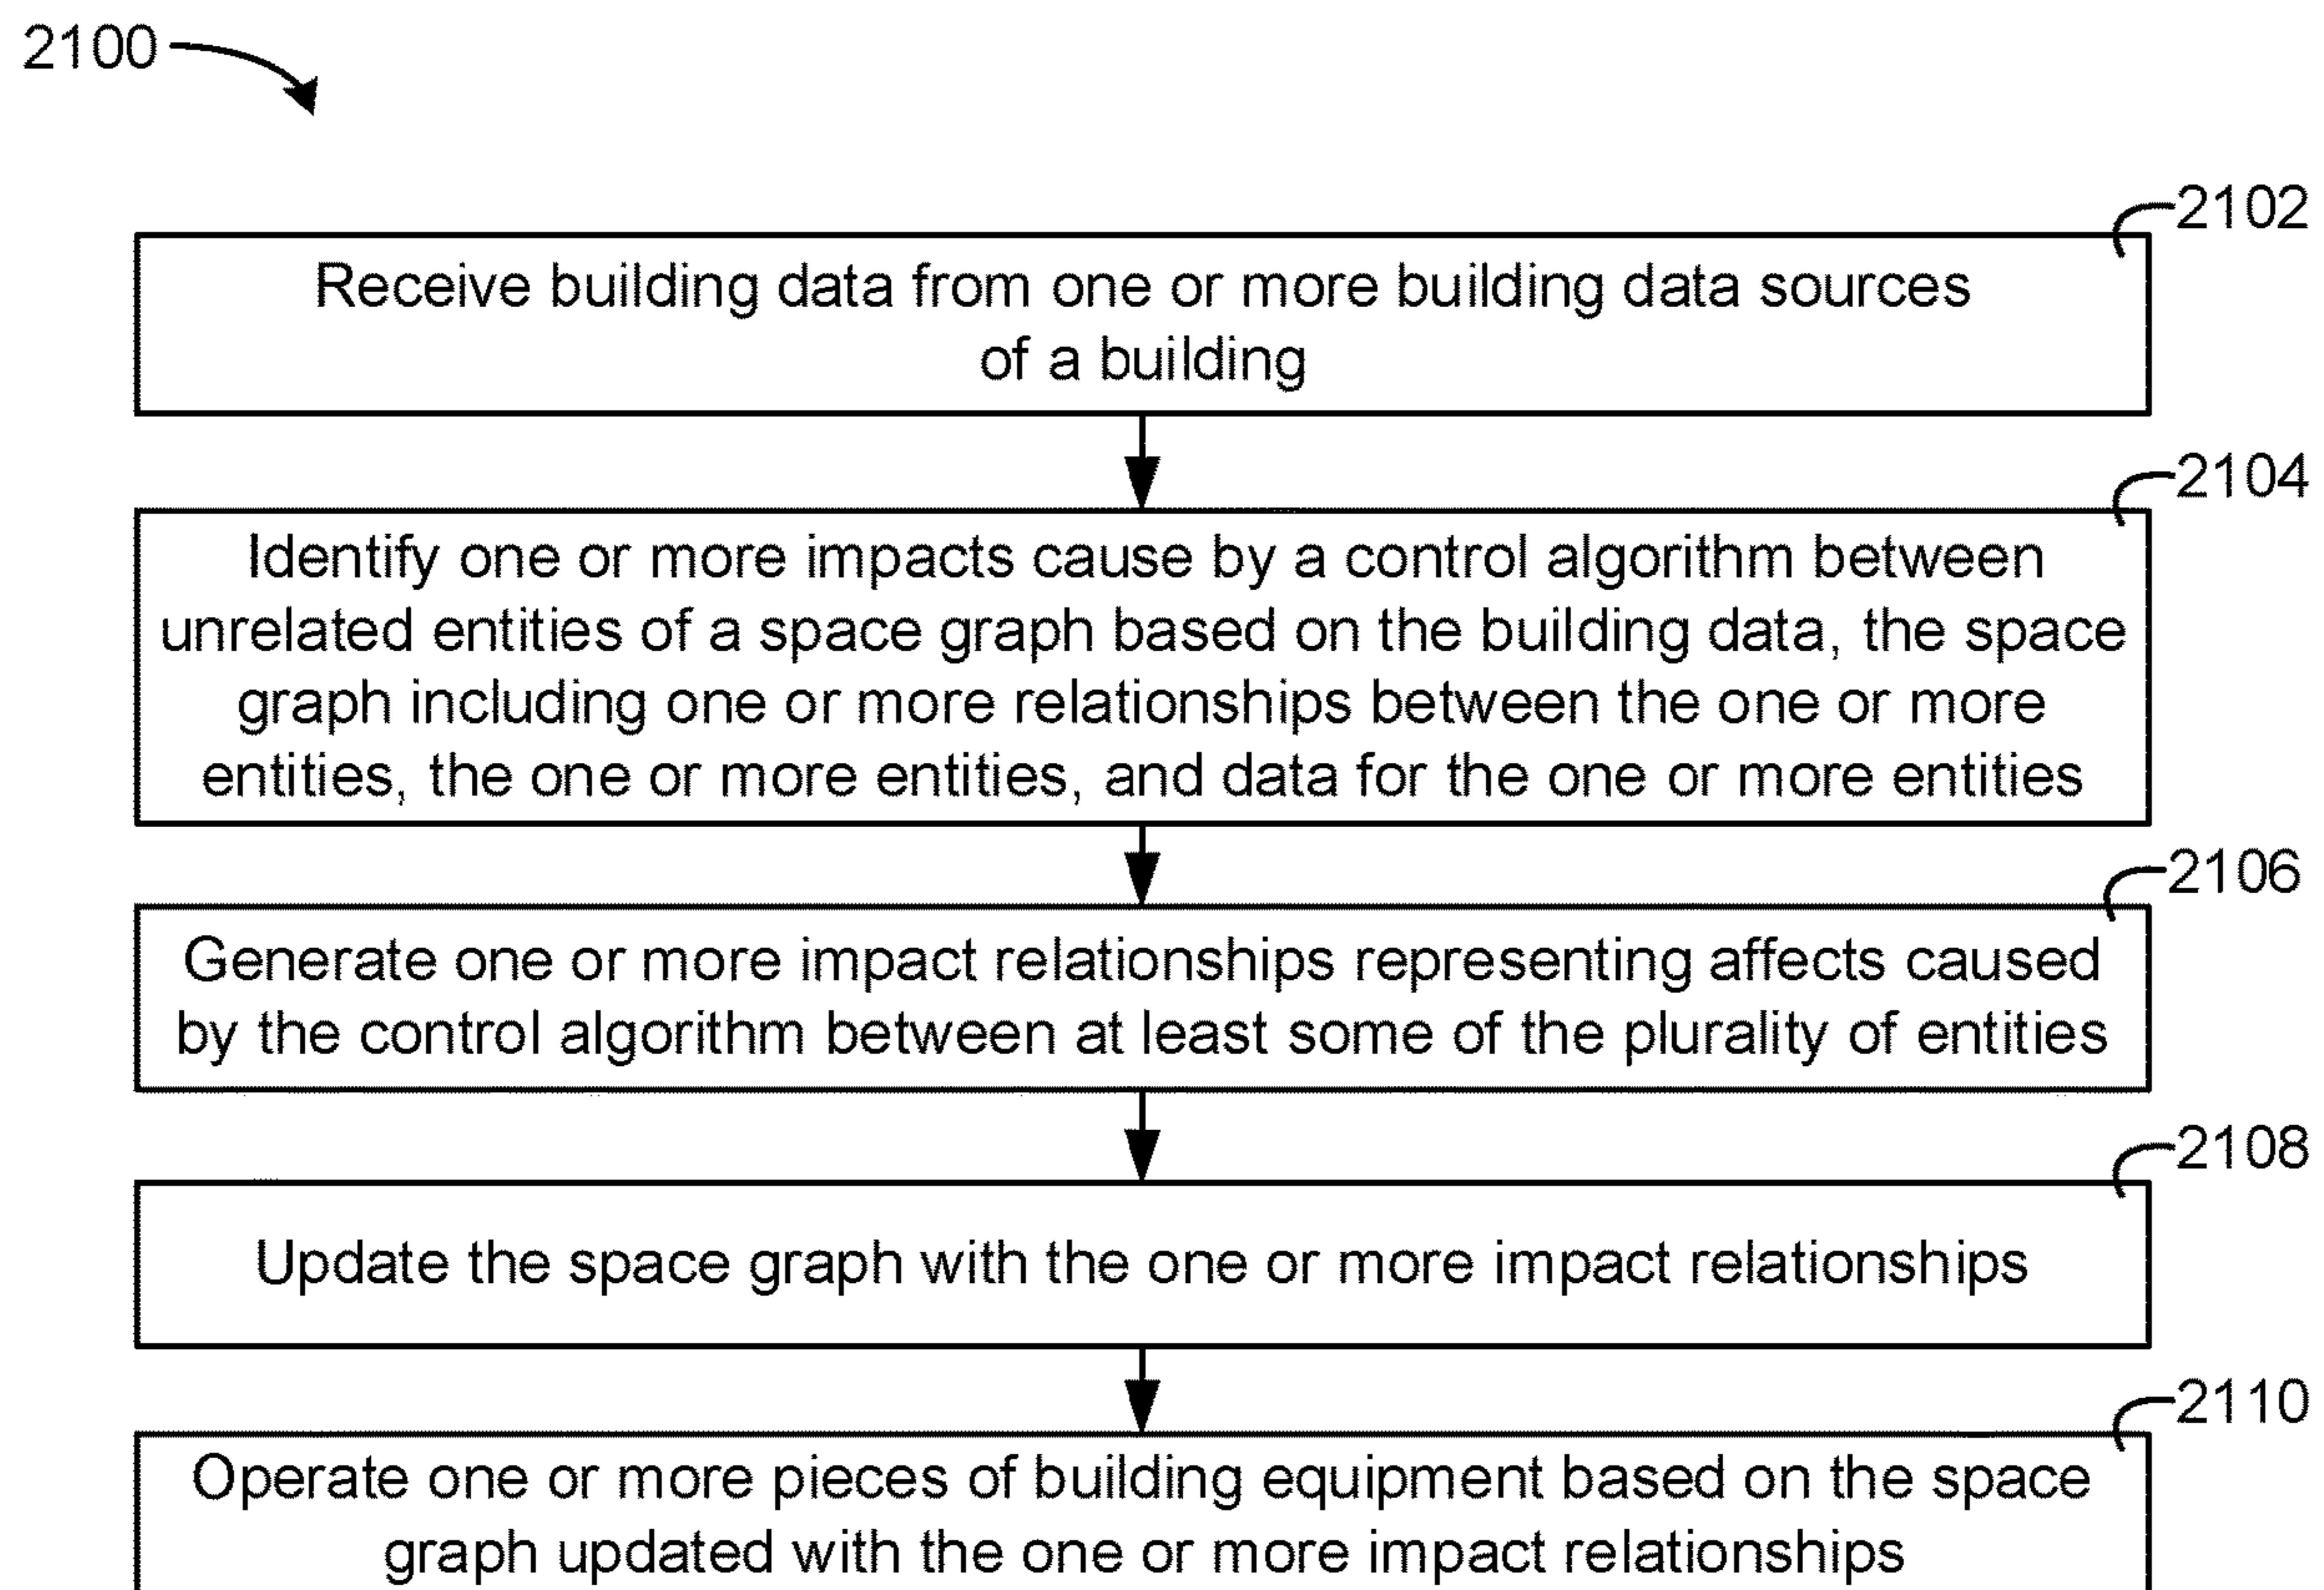 2100
2102
Receive building data from one or more building data sources
of a building
2104
Identify one or more impacts cause by a control algorithm between
unrelated entities of a space graph based on the building data, the space
graph including one or more relationships between the one or more
entities, the one or more entities, and data for the one or more entities
2106
Generate one or more impact relationships representing affects caused
by the control algorithm between at least some of the plurality of entities
2108
Update the space graph with the one or more impact relationships
2110
Operate one or more pieces of building equipment based on the space
graph updated with the one or more impact relationships